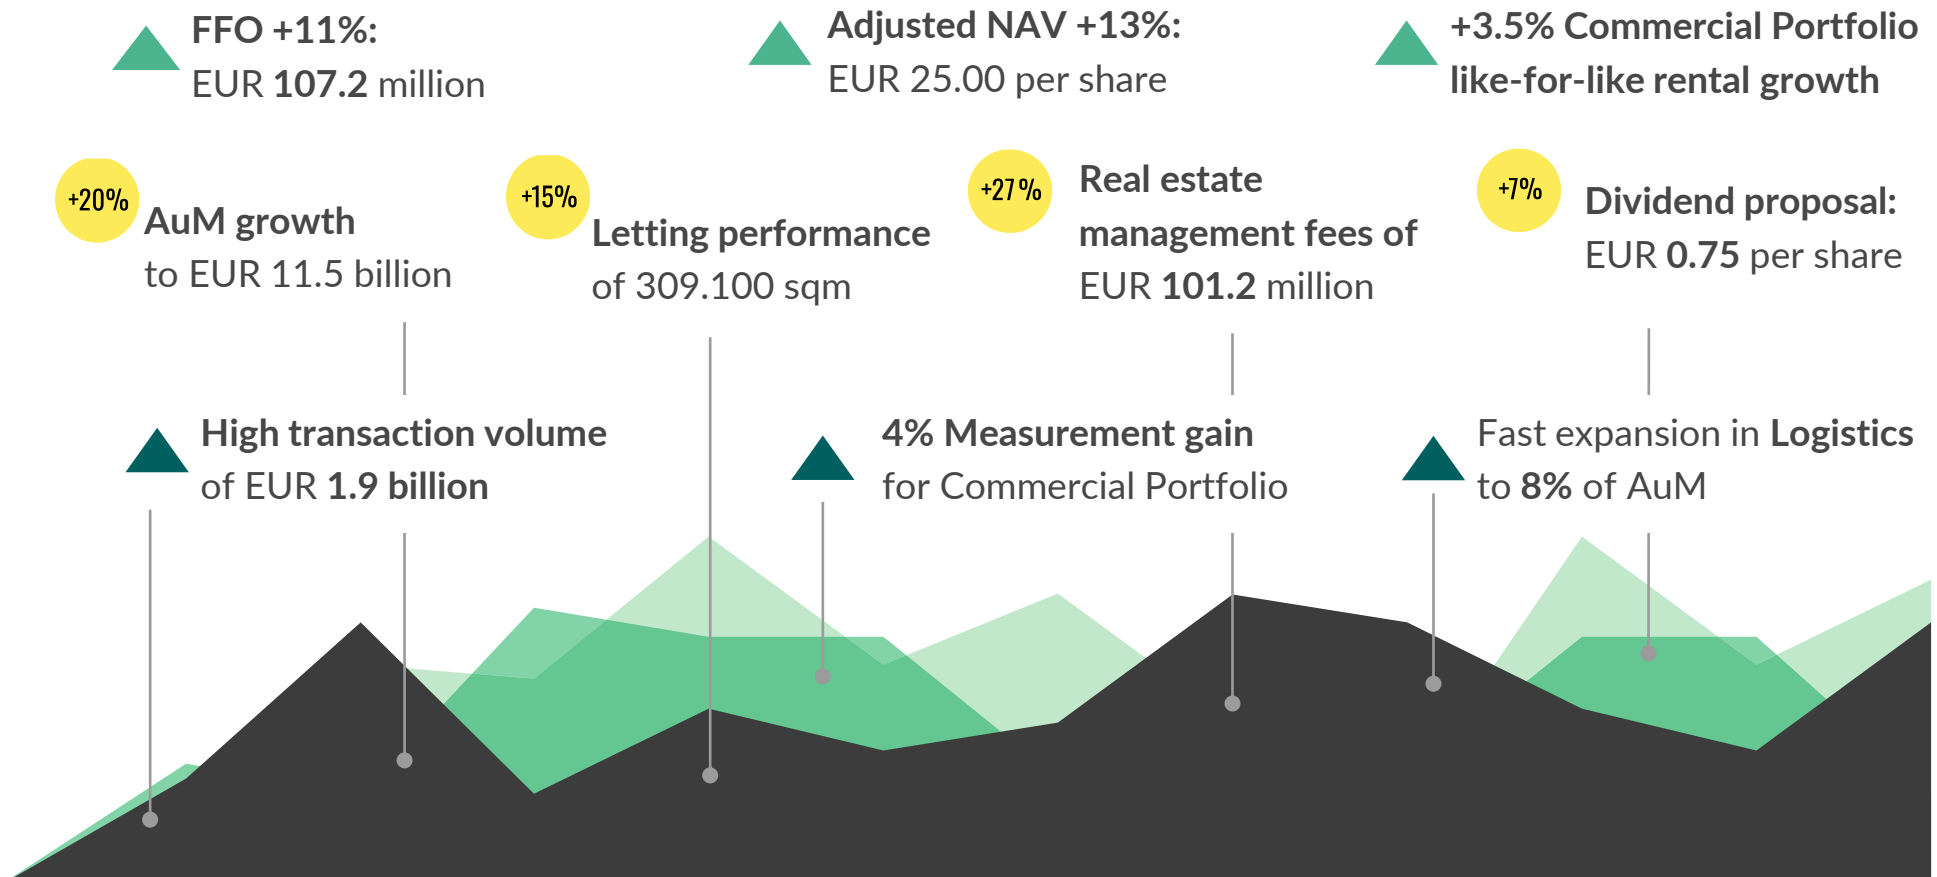 FFO +11%:
EUR 107.2 million
Adjusted NAV +13%:
EUR 25.00 per share
+3.5% Commercial Portfolio
like-for-like rental growth
+20%
AuM growth
to EUR 11.5 billion
+15%
Letting performance
of 309.100 sqm
+27%
Real estate
management fees of
EUR 101.2 million
+7%
Dividend proposal:
EUR 0.75 per share
High transaction volume
of EUR 1.9 billion
4% Measurement gain
for Commercial Portfolio
Fast expansion in Logistics
to 8% of AuM